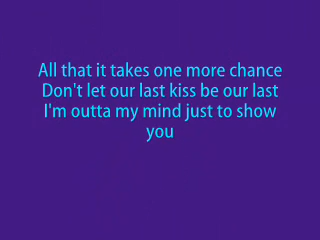 All that it takes one more chance
Don't let our last kiss be our last
I'm outta my mind just to show
you